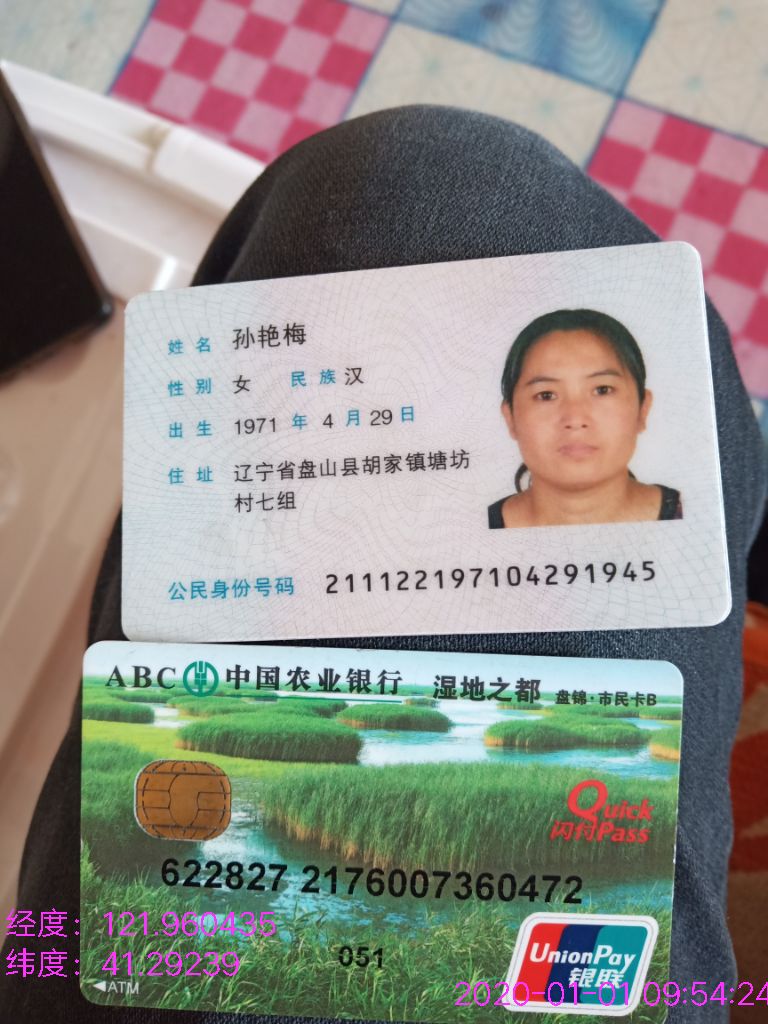 姓名 孙艳梅
性别 女 民族 汉
出生 1971 年 4 月 29 日
住址 辽宁省盘山县胡家镇塘坊
村七组
公民身份号码 211122197104291945
ABC 中国农业银行 湿地之都 盘锦·市民卡B
Quick
闪付Pass
622827 2176007360472
经度: 121.960435
051
纬度: 41.29239
UnionPay
银联
◀ATM
2020-01-01 09:54:24